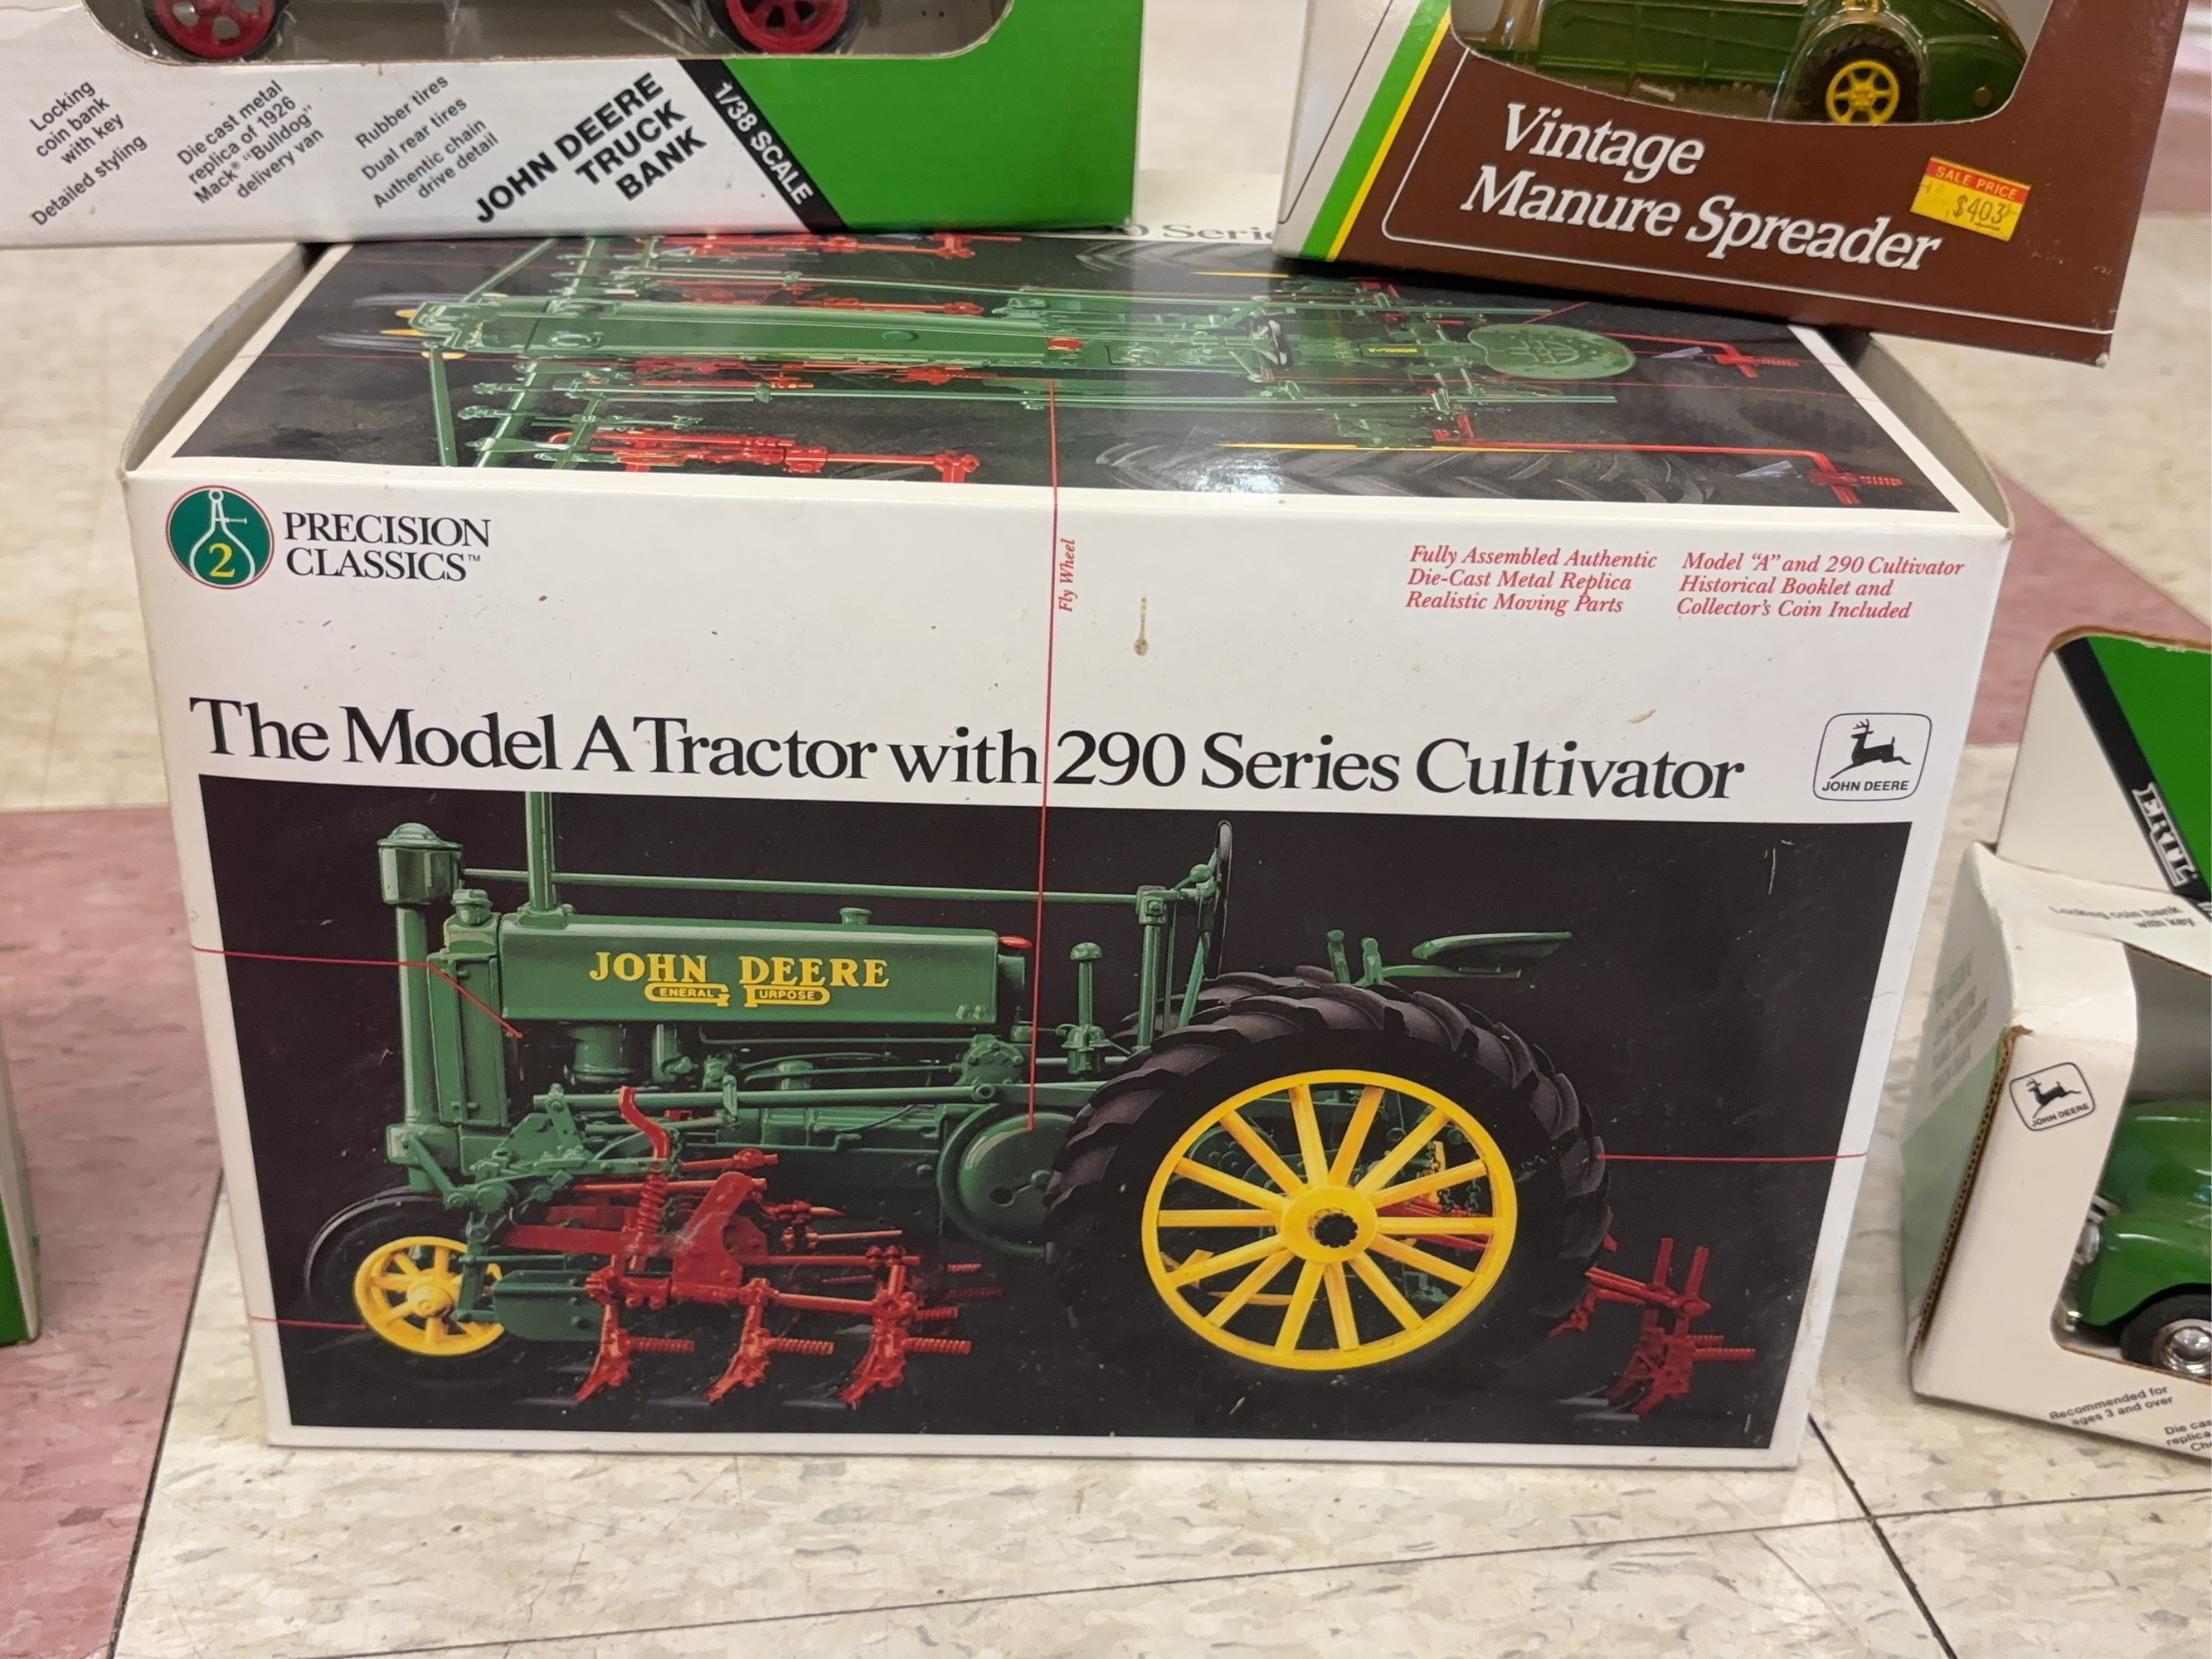 Locking
coin bank
with key
Detailed styling
Die cast metal
replica of 1926
Mack® "Bulldog"
delivery van
Rubber tires
Dual rear tires
Authentic chain
drive detail
JOHN DEERE
TRUCK
BANK
1/38 SCALE
Vintage
Manure Spreader
SALE PRICE
$403
PRECISION
CLASSICS™
2
Fly Wheel
Fully Assembled Authentic
Die-Cast Metal Replica
Realistic Moving Parts
Model "A" and 290 Cultivator
Historical Booklet and
Collector's Coin Included
The Model A Tractor with 290 Series Cultivator
JOHN DEERE
JOHN DEERE
GENERAL PURPOSE
ERTL
Locking coin bank
with key
JOHN DEERE
Recommended for
ages 3 and over
Die